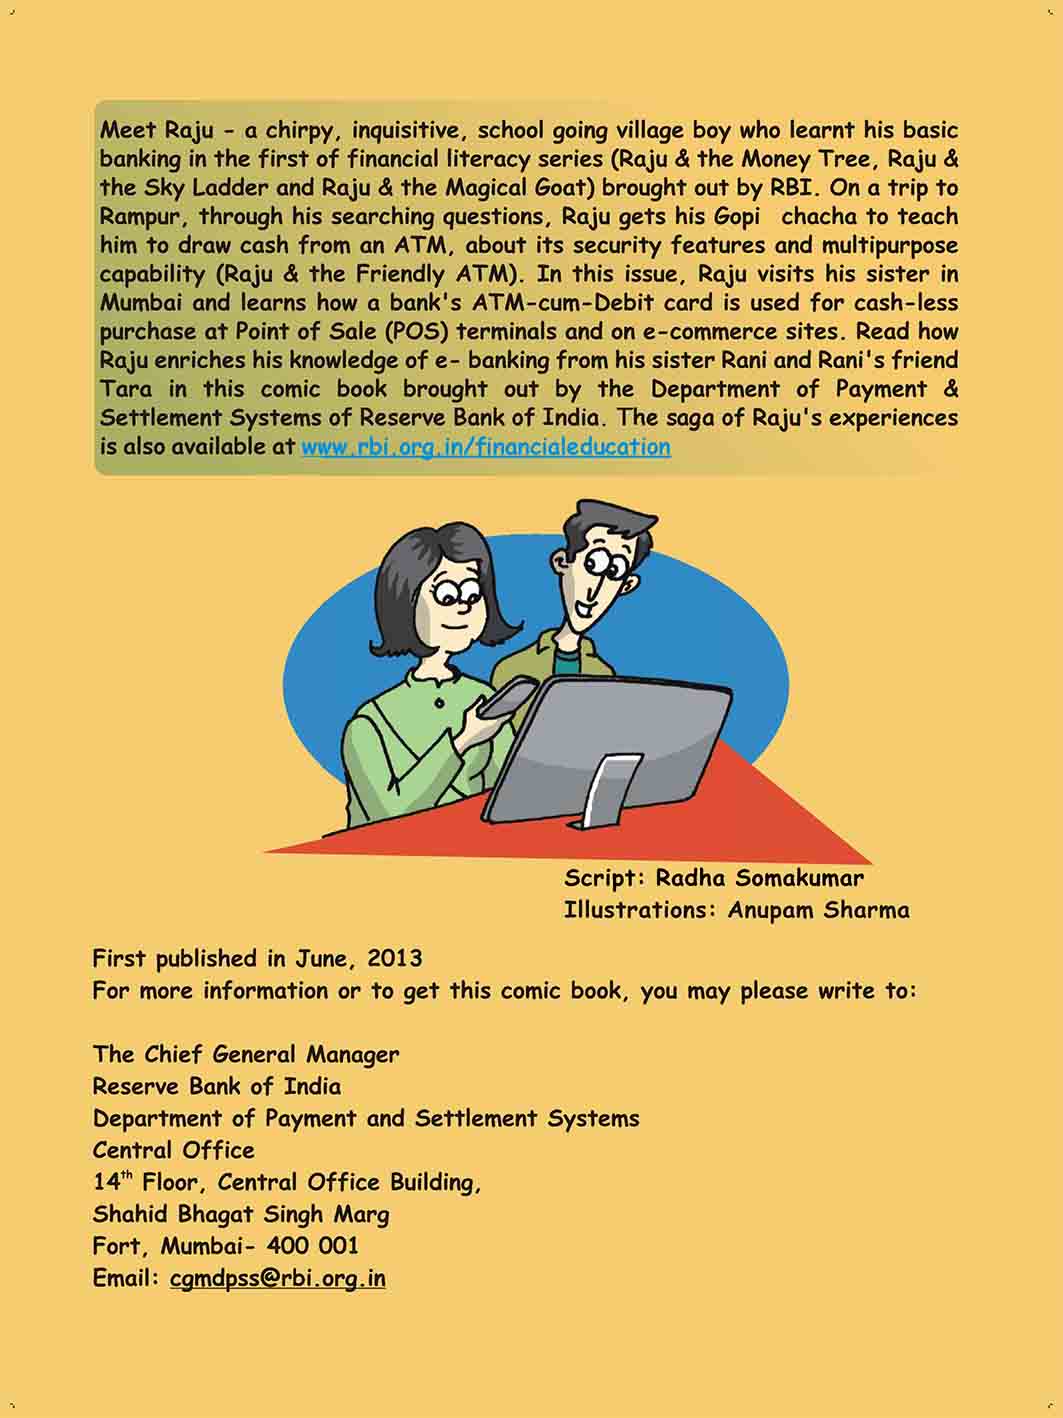 Meet Raju - a chirpy, inquisitive, school going village boy who learnt his basic
banking in the first of financial literacy series (Raju & the Money Tree, Raju &
the Sky Ladder and Raju & the Magical Goat) brought out by RBI. On a trip to
Rampur, through his searching questions, Raju gets his Gopi chacha to teach
him to draw cash from an ATM, about its security features and multipurpose
capability (Raju & the Friendly ATM). In this issue, Raju visits his sister in
Mumbai and learns how a bank's ATM-cum-Debit card is used for cash-less
purchase at Point of Sale (POS) terminals and on e-commerce sites. Read how
Raju enriches his knowledge of e- banking from his sister Rani and Rani's friend
Tara in this comic book brought out by the Department of Payment &
Settlement Systems of Reserve Bank of India. The saga of Raju's experiences
is also available at www.rbi.org.in/financialeducation
Script: Radha Somakumar
Illustrations: Anupam Sharma
First published in June, 2013
For more information or to get this comic book, you may please write to:
The Chief General Manager
Reserve Bank of India
Department of Payment and Settlement Systems
Central Office
14th Floor, Central Office Building,
Shahid Bhagat Singh Marg
Fort, Mumbai- 400 001
Email: cgmdpss@rbi.org.in